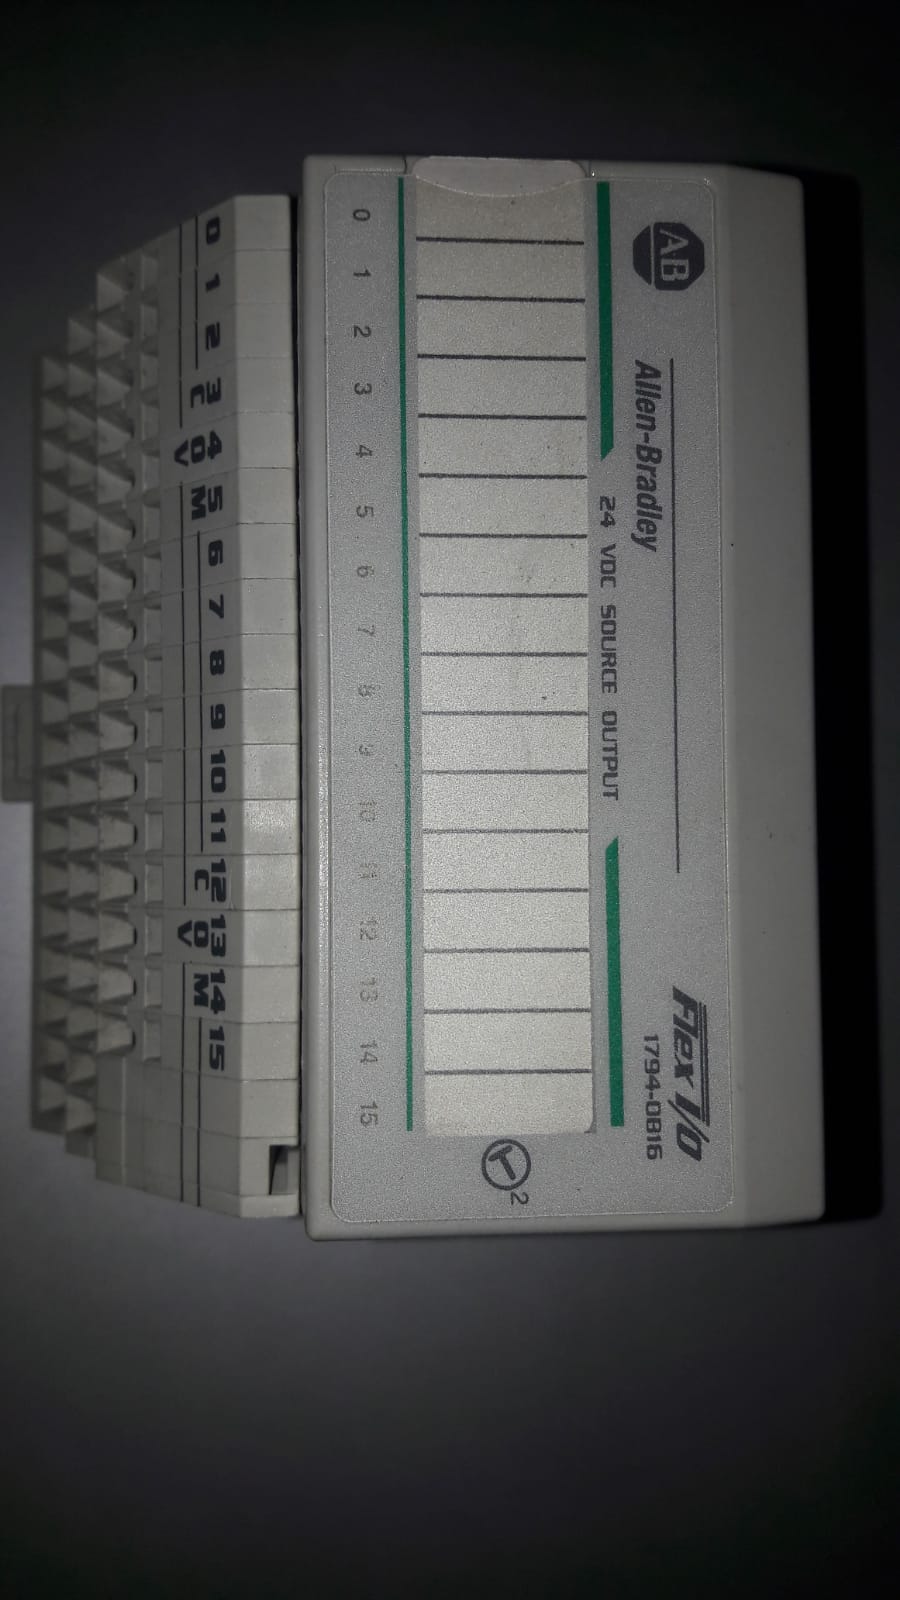 AB
Allen-Bradley
Flex I/O
1794-OB16
24 VDC SOURCE OUTPUT
2
0 1 2 3 4 5 6 7 8 9 10 11 12 13 14 15
0 1 2 3 4 5 6 7 8 9 10 11 12 13 14 15
C O M C O M
V V